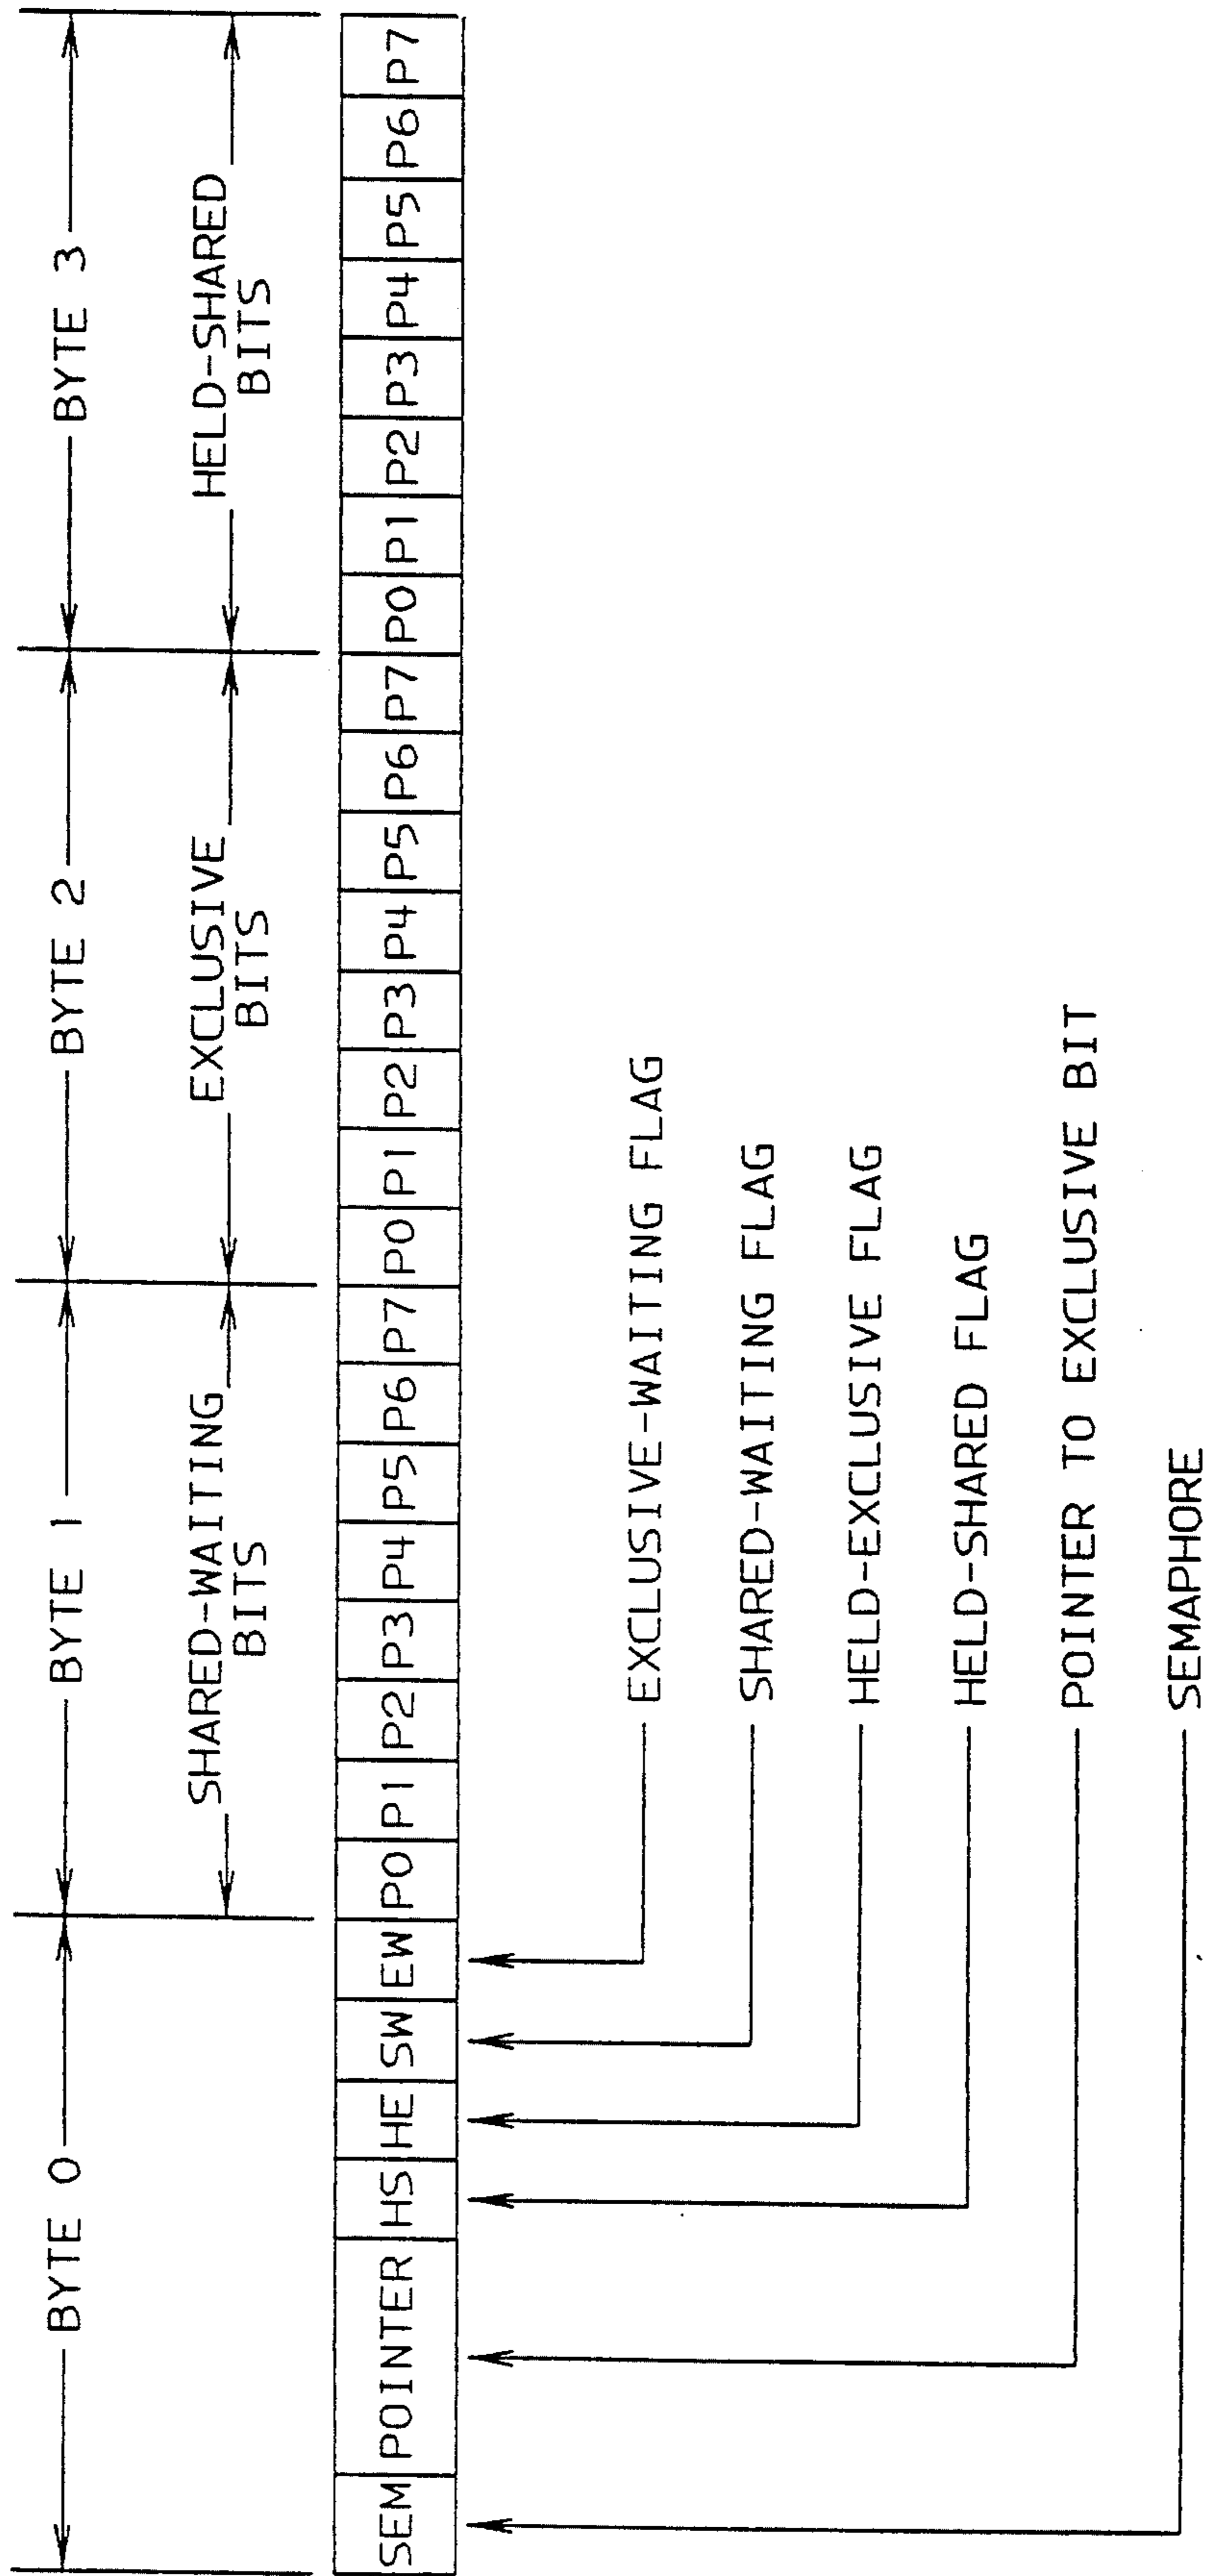 BYTE 0 BYTE 1 BYTE 2 BYTE 3
SHARED-WAITING BITS
EXCLUSIVE BITS
HELD-SHARED BITS
SEM POINTER HS HE SW EW P0 P1 P2 P3 P4 P5 P6 P7 P0 P1 P2 P3 P4 P5 P6 P7 P0 P1 P2 P3 P4 P5 P6 P7
EXCLUSIVE-WAITING FLAG
SHARED-WAITING FLAG
HELD-EXCLUSIVE FLAG
HELD-SHARED FLAG
POINTER TO EXCLUSIVE BIT
SEMAPHORE